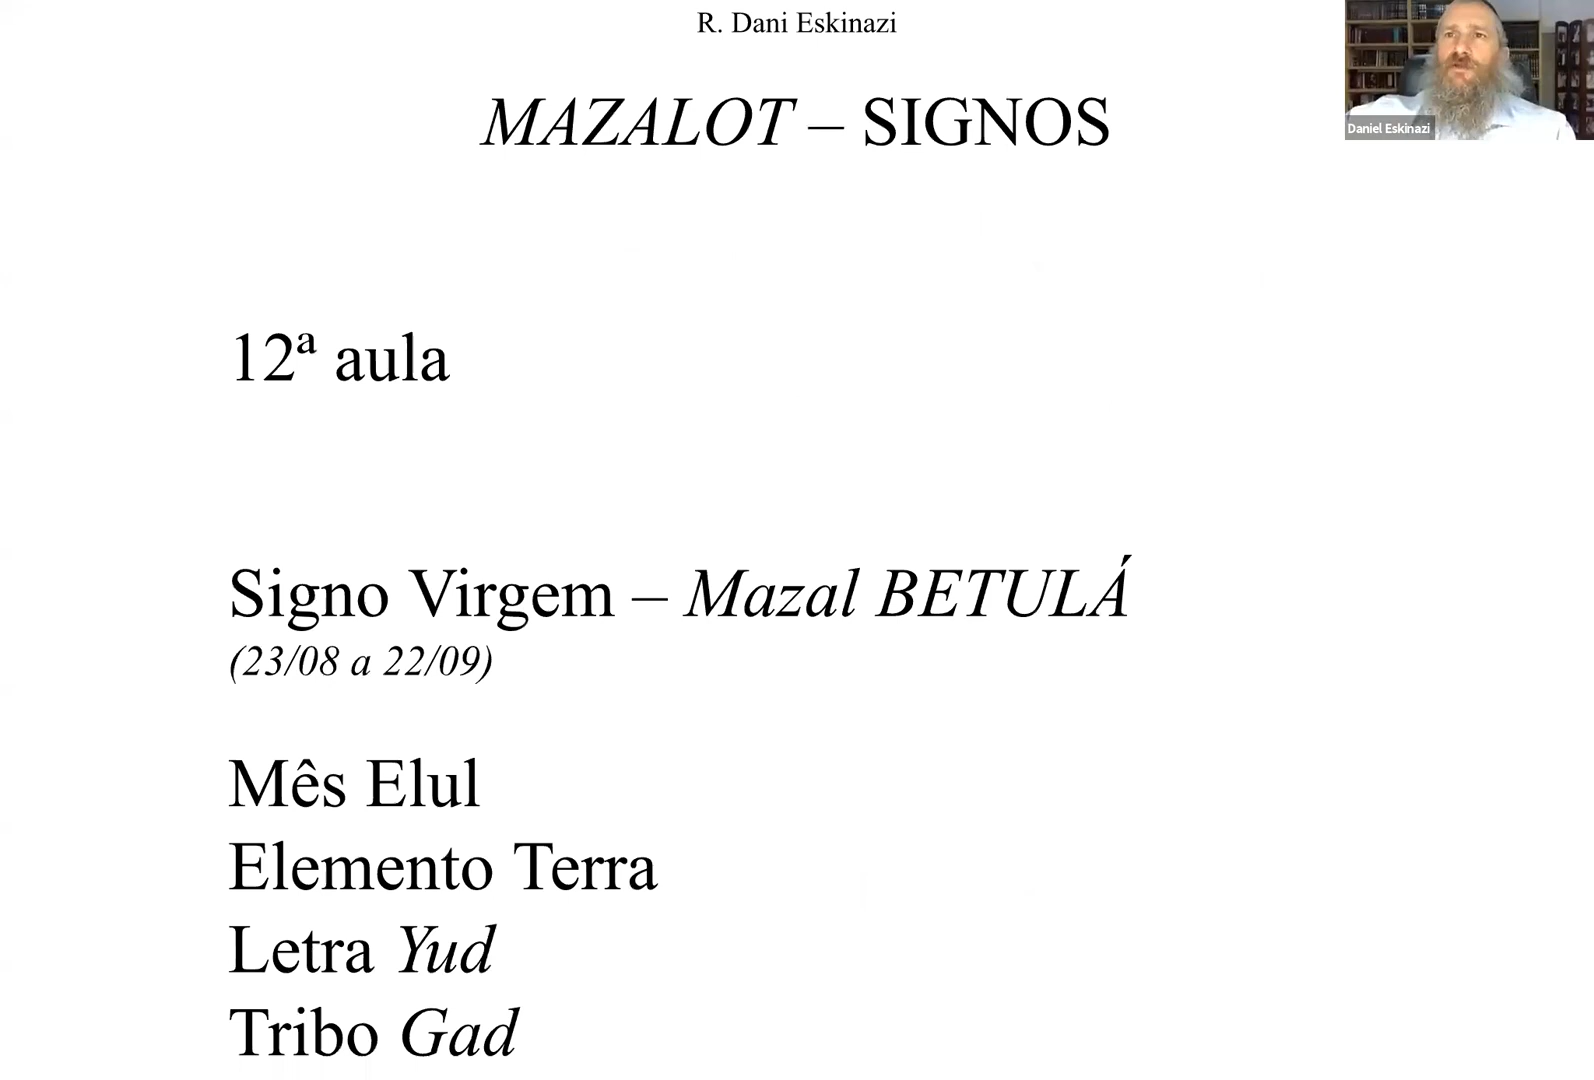 R. Dani Eskinazi
MAZALOT – SIGNOS
Daniel Eskinazi
12ª aula
Signo Virgem – Mazal BETULÁ
(23/08 a 22/09)
Mês Elul
Elemento Terra
Letra Yud
Tribo Gad